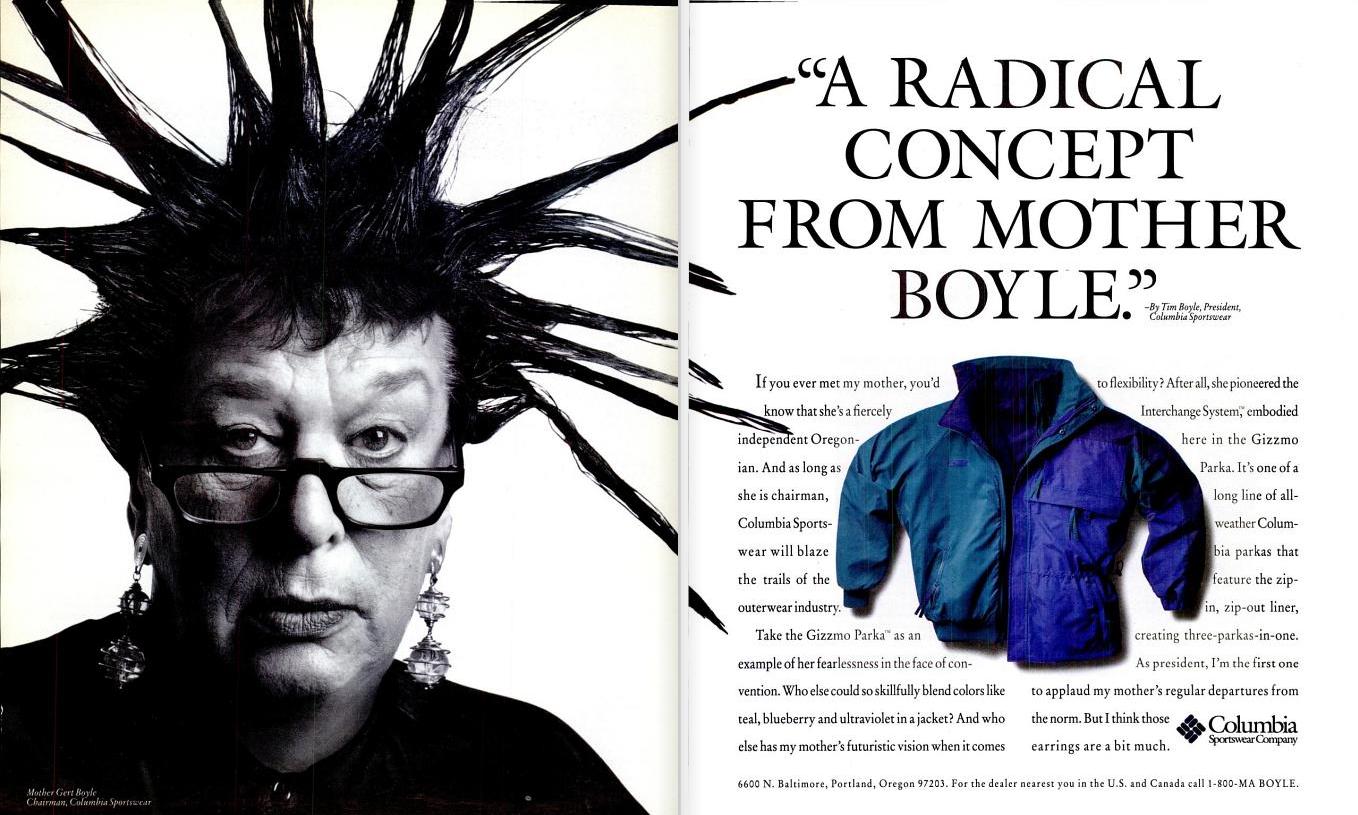 Mother Gert Boyle
Chairman, Columbia Sportswear
“A RADICAL
CONCEPT
FROM MOTHER
BOYLE.”
–By Tim Boyle, President,
Columbia Sportswear
If you ever met my mother, you’d
know that she’s a fiercely
independent Oregon-
ian. And as long as
she is chairman,
Columbia Sports-
wear will blaze
the trails of the
outerwear industry.
Take the Gizzmo Parka™ as an
example of her fearlessness in the face of con-
vention. Who else could so skillfully blend colors like
teal, blueberry and ultraviolet in a jacket? And who
else has my mother’s futuristic vision when it comes
to flexibility? After all, she pioneered the
Interchange System,™ embodied
here in the Gizzmo
Parka. It’s one of a
long line of all-
weather Colum-
bia parkas that
feature the zip-
in, zip-out liner,
creating three-parkas-in-one.
As president, I’m the first one
to applaud my mother’s regular departures from
the norm. But I think those
earrings are a bit much.
Columbia
Sportswear Company
6600 N. Baltimore, Portland, Oregon 97203. For the dealer nearest you in the U.S. and Canada call 1-800-MA BOYLE.